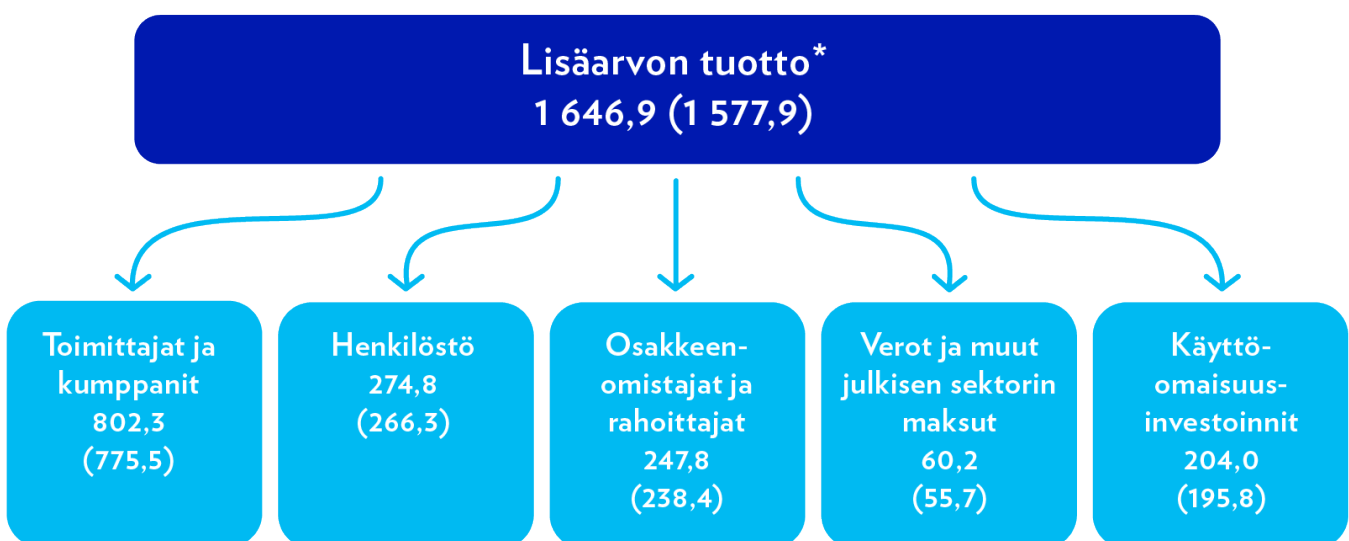 Lisäarvon tuotto*
1 646,9 (1 577,9)
Toimittajat ja
kumppanit
802,3
(775,5)
Henkilöstö
274,8
(266,3)
Osakkeen-
omistajat ja
rahoittajat
247,8
(238,4)
Verot ja muut
julkisen sektorin
maksut
60,2
(55,7)
Käyttö-
omaisuus-
investoinnit
204,0
(195,8)